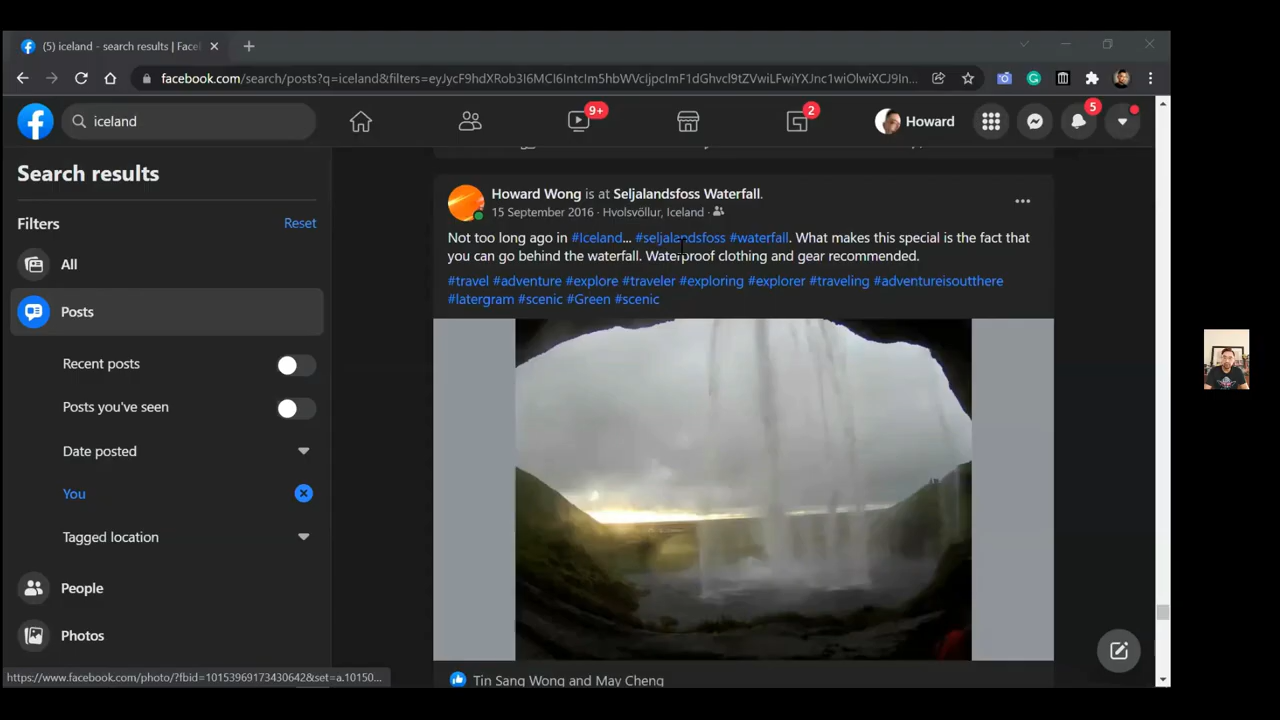 (5) iceland - search results | Face
facebook.com/search/posts?q=iceland&filters=
iceland
9+
2
Howard
5
Search results
Filters
Reset
All
Posts
Recent posts
Posts you've seen
Date posted
You
Tagged location
People
Photos
https://www.facebook.com/photo/?fbid=10153969173430642&set=a.10150...
Howard Wong is at Seljalandsfoss Waterfall.
15 September 2016 · Hvolsvöllur, Iceland ·
Not too long ago in #Iceland... #seljalandsfoss #waterfall. What makes this special is the fact that
you can go behind the waterfall. Waterproof clothing and gear recommended.
#travel #adventure #explore #traveler #exploring #explorer #traveling #adventureisoutthere
#latergram #scenic #Green #scenic
Tin Sang Wong and May Cheng